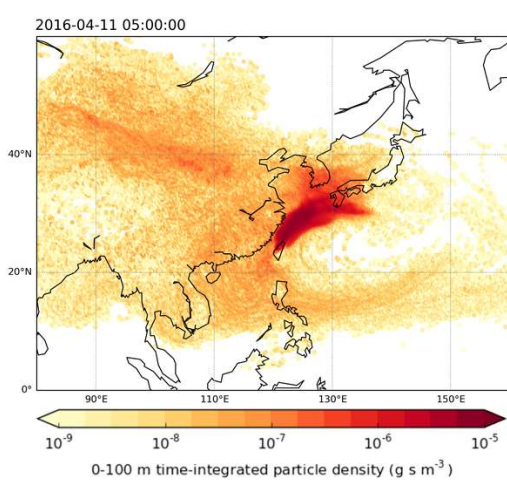 2016-04-11 05:00:00
40°N
20°N
0°
90°E 110°E 130°E 150°E
10⁻⁹ 10⁻⁸ 10⁻⁷ 10⁻⁶ 10⁻⁵
0-100 m time-integrated particle density (g s m⁻³)